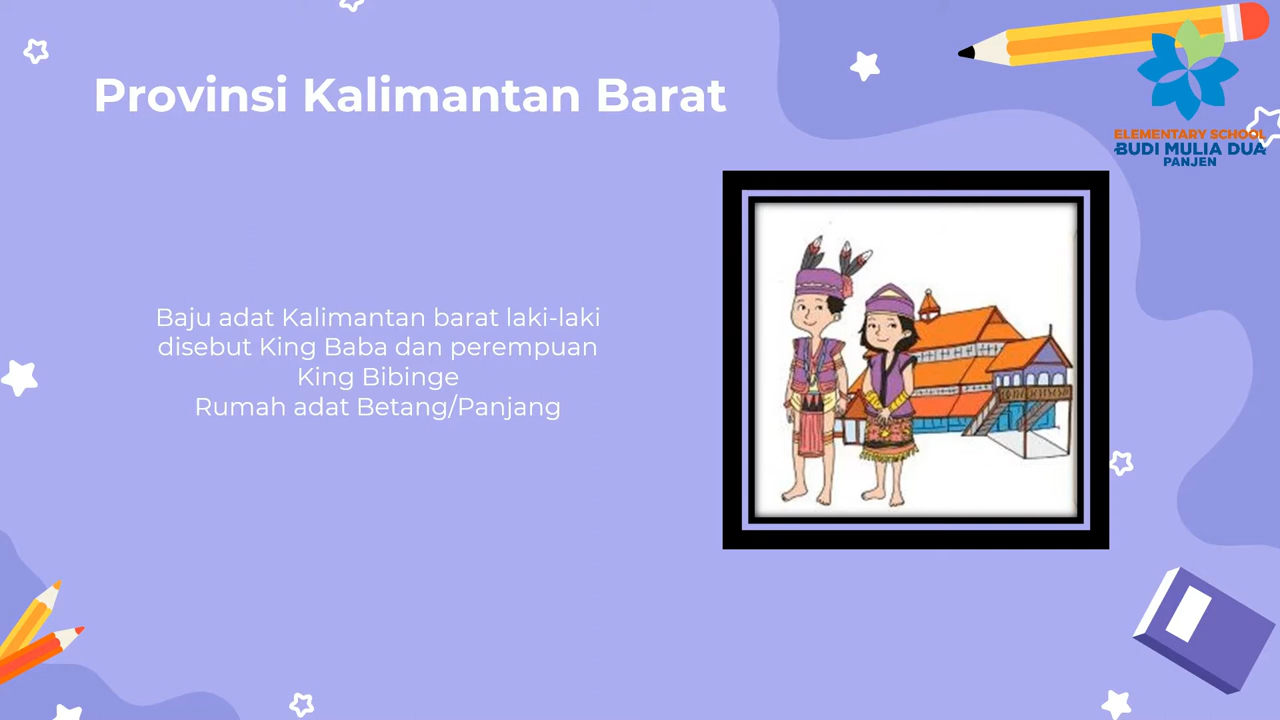 Provinsi Kalimantan Barat
ELEMENTARY SCHOOL
BUDI MULIA DUA
PANJEN
Baju adat Kalimantan barat laki-laki
disebut King Baba dan perempuan
King Bibinge
Rumah adat Betang/Panjang